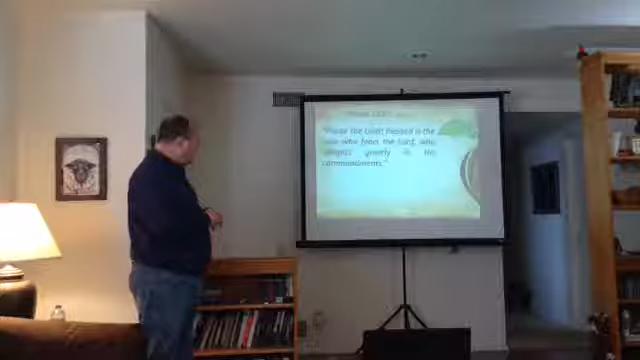 "Praise the Lord! Blessed is the
man who fears the Lord, who
delights greatly in His
commandments."